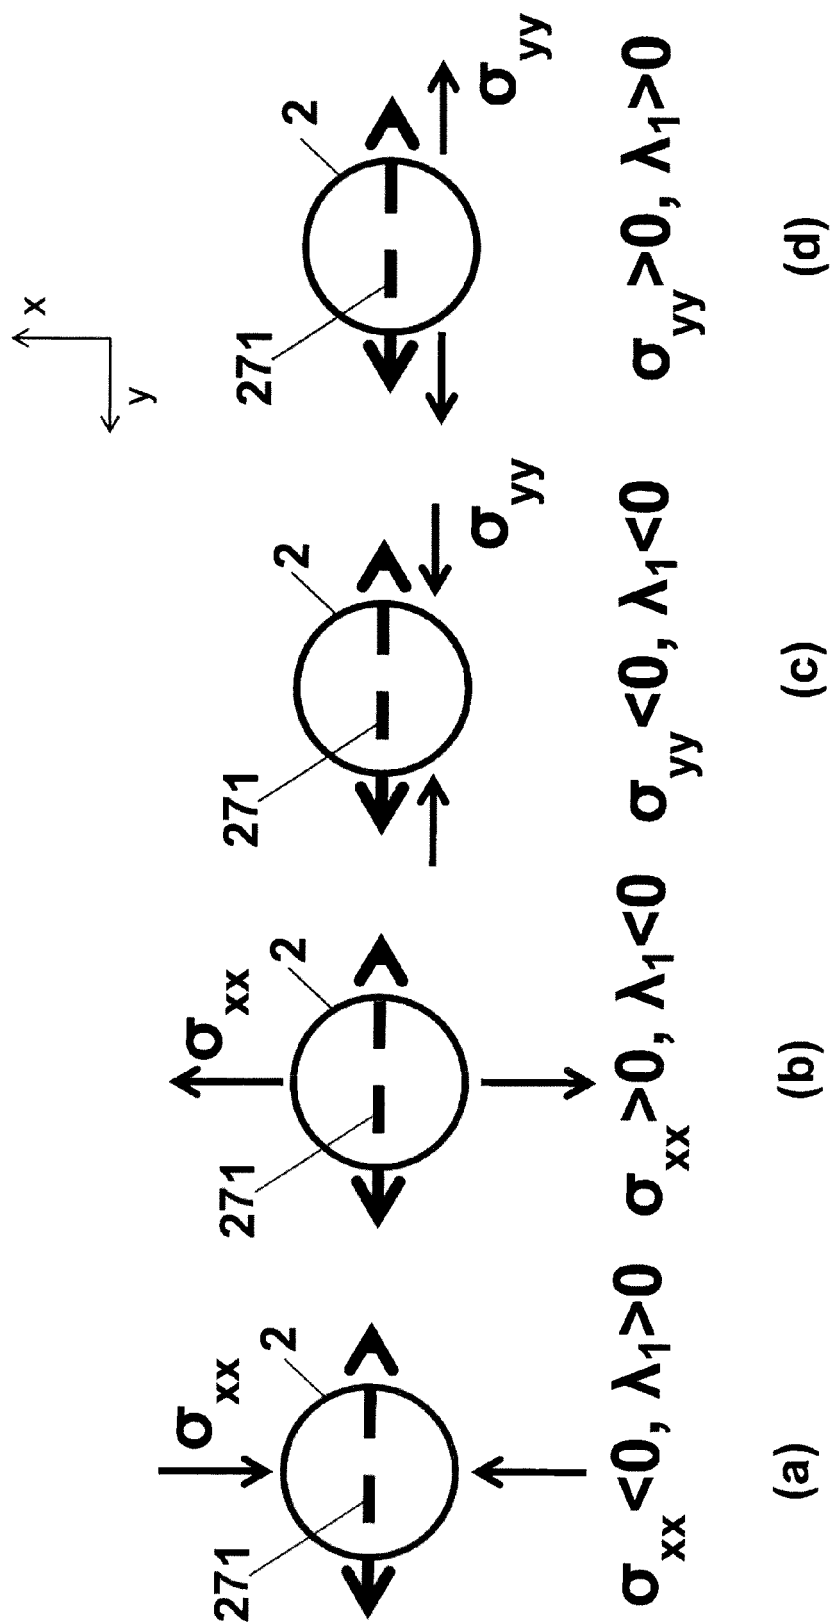 x
y
σxx
2
271
σxx <0, λ1>0
(a)
σxx
2
271
σxx >0, λ1<0
(b)
2
271
σyy
σyy <0, λ1<0
(c)
2
271
σyy
σyy >0, λ1>0
(d)